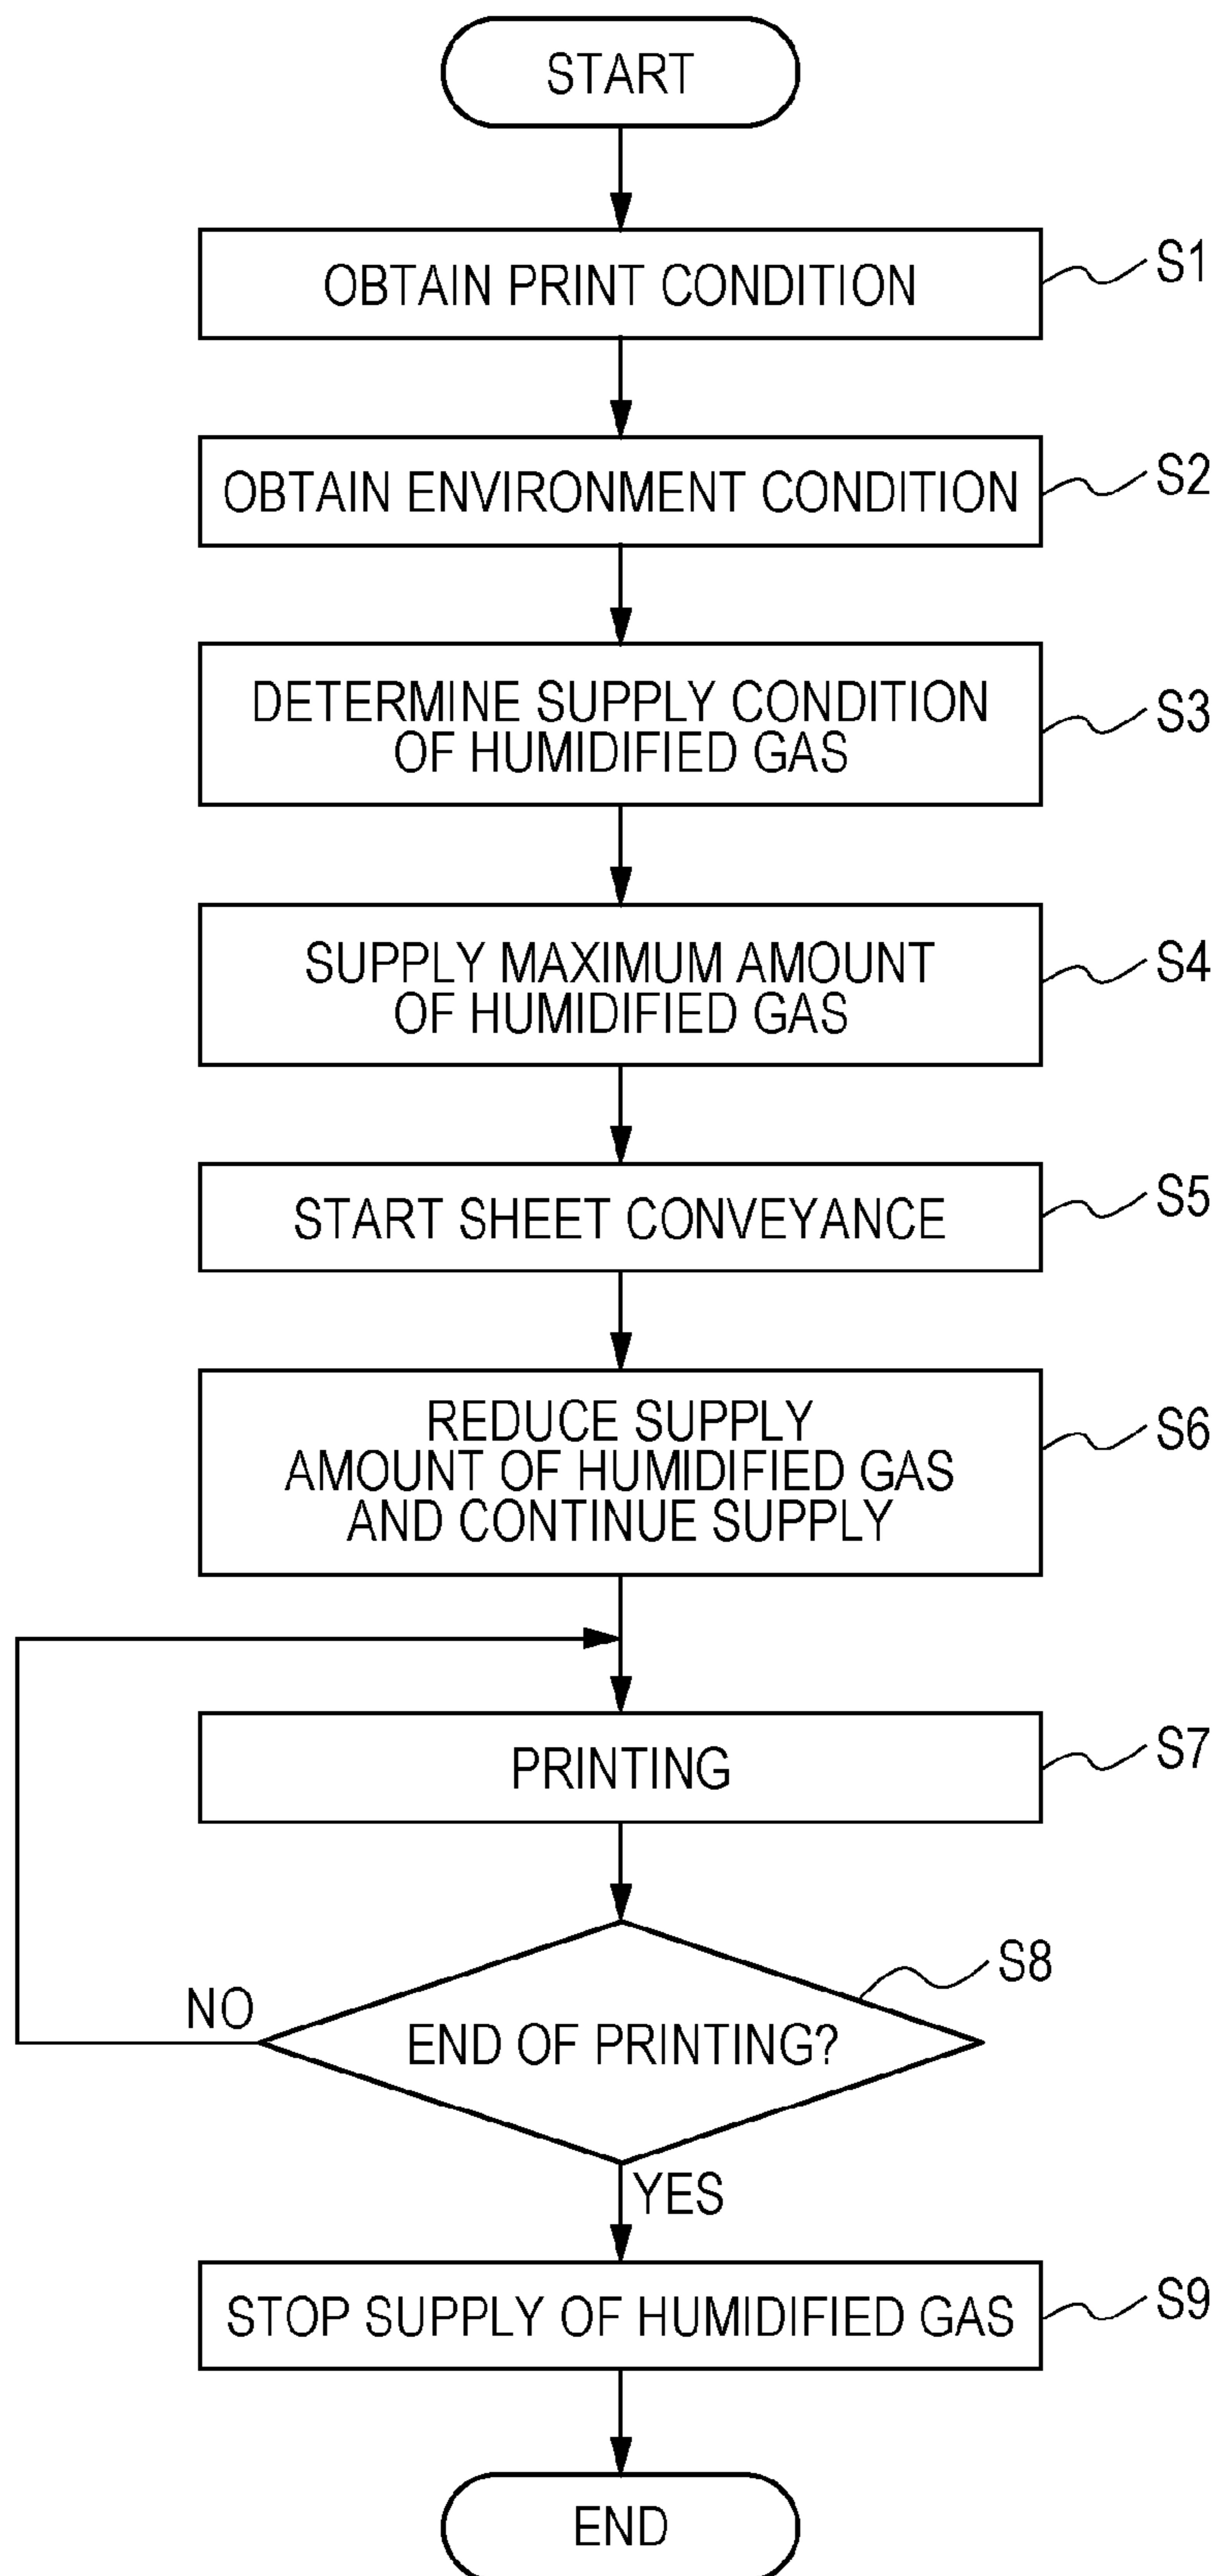 START
OBTAIN PRINT CONDITION
S1
OBTAIN ENVIRONMENT CONDITION
S2
DETERMINE SUPPLY CONDITION
OF HUMIDIFIED GAS
S3
SUPPLY MAXIMUM AMOUNT
OF HUMIDIFIED GAS
S4
START SHEET CONVEYANCE
S5
REDUCE SUPPLY
AMOUNT OF HUMIDIFIED GAS
AND CONTINUE SUPPLY
S6
PRINTING
S7
S8
NO
END OF PRINTING?
YES
STOP SUPPLY OF HUMIDIFIED GAS
S9
END